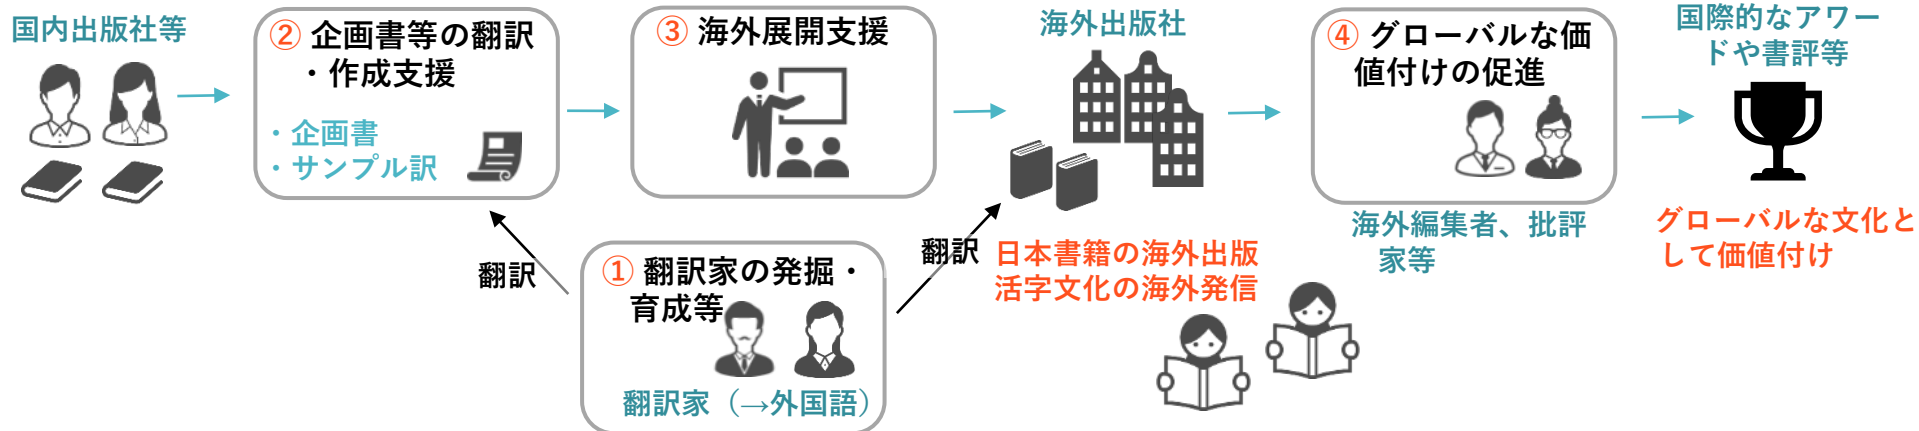 国内出版社等
② 企画書等の翻訳
・作成支援
・企画書
・サンプル訳
③ 海外展開支援
海外出版社
④ グローバルな価
値付けの促進
国際的なアワー
ドや書評等
海外編集者、批評
家等
グローバルな文化と
して価値付け
翻訳
翻訳
日本書籍の海外出版
活字文化の海外発信
① 翻訳家の発掘・
育成等
翻訳家（→外国語）